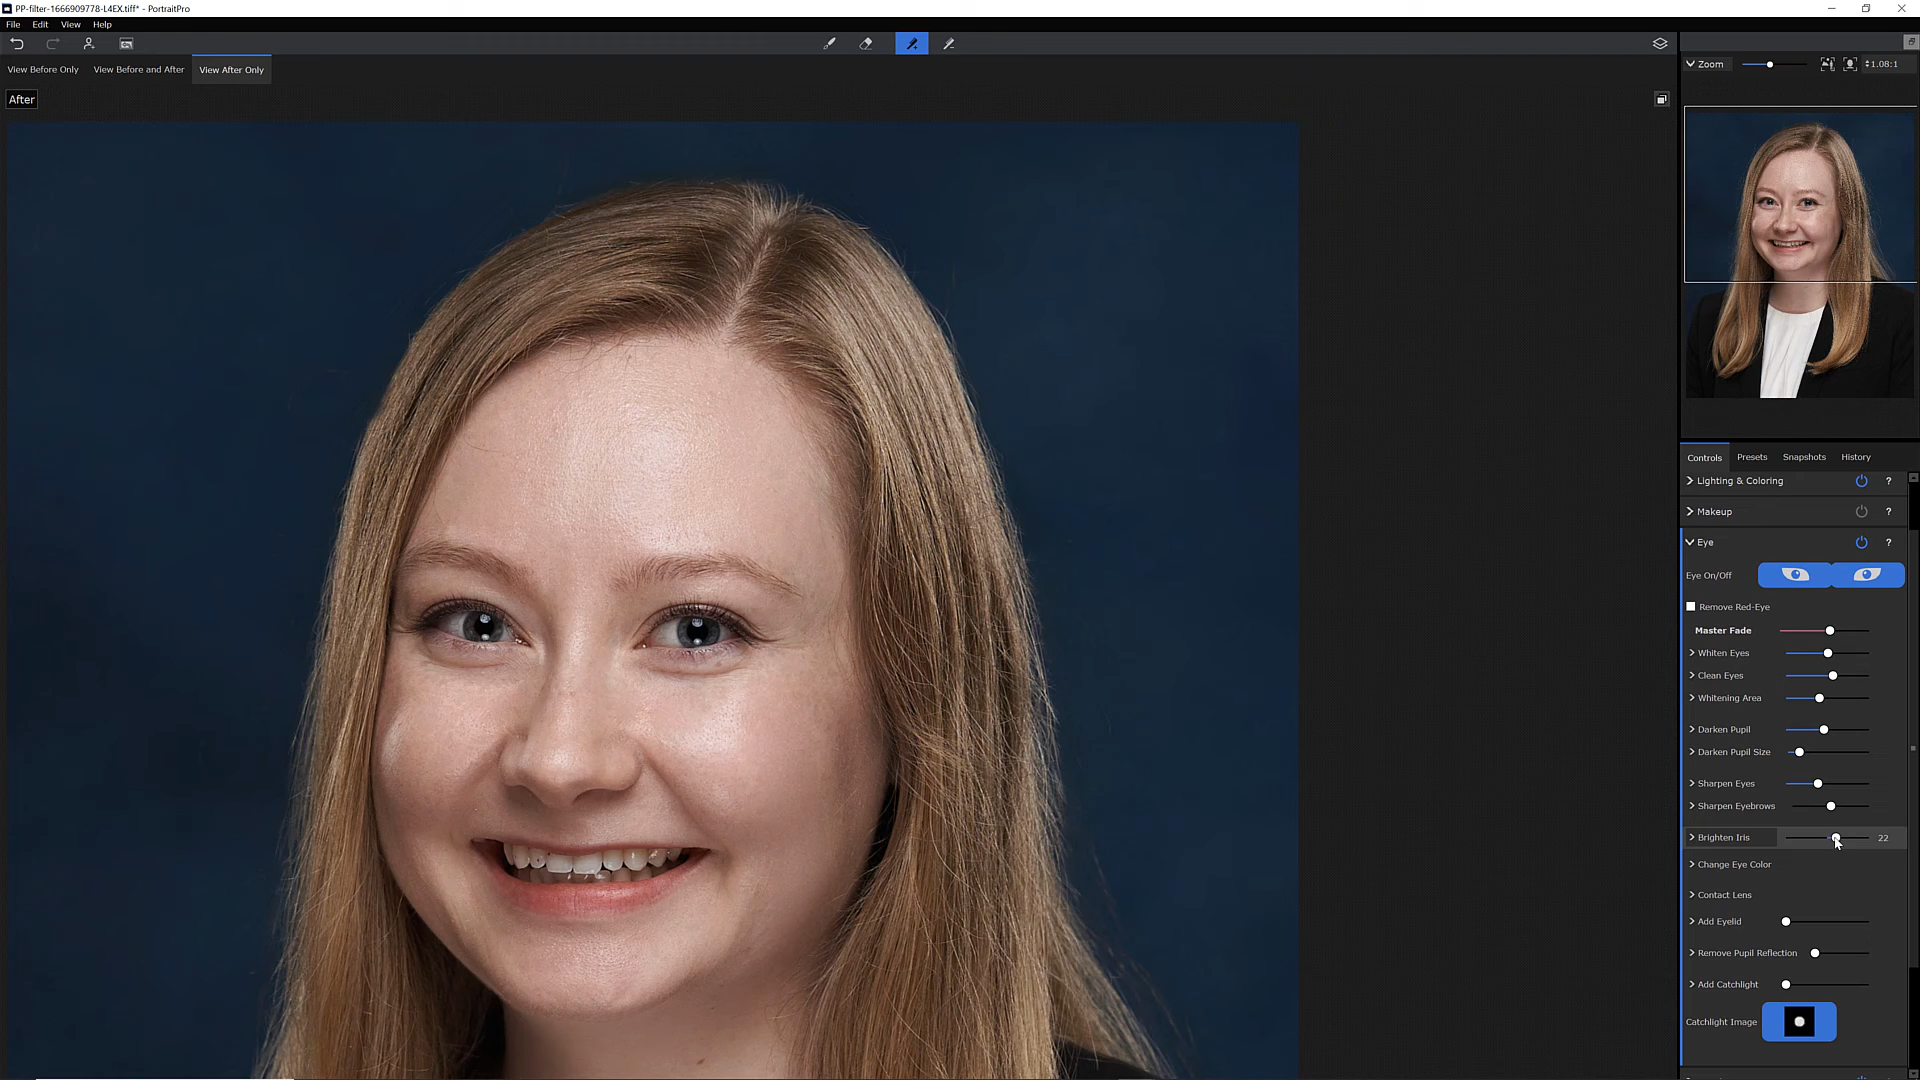 PP-filter-1666909778-L4EX.tiff* - PortraitPro
File Edit View Help
View Before Only View Before and After View After Only
Zoom 1.08:1
After
Controls Presets Snapshots History
Lighting & Coloring ?
Makeup ?
Eye ?
Eye On/Off
Remove Red-Eye
Master Fade
Whiten Eyes
Clean Eyes
Whitening Area
Darken Pupil
Darken Pupil Size
Sharpen Eyes
Sharpen Eyebrows
Brighten Iris 22
Change Eye Color
Contact Lens
Add Eyelid
Remove Pupil Reflection
Add Catchlight
Catchlight Image